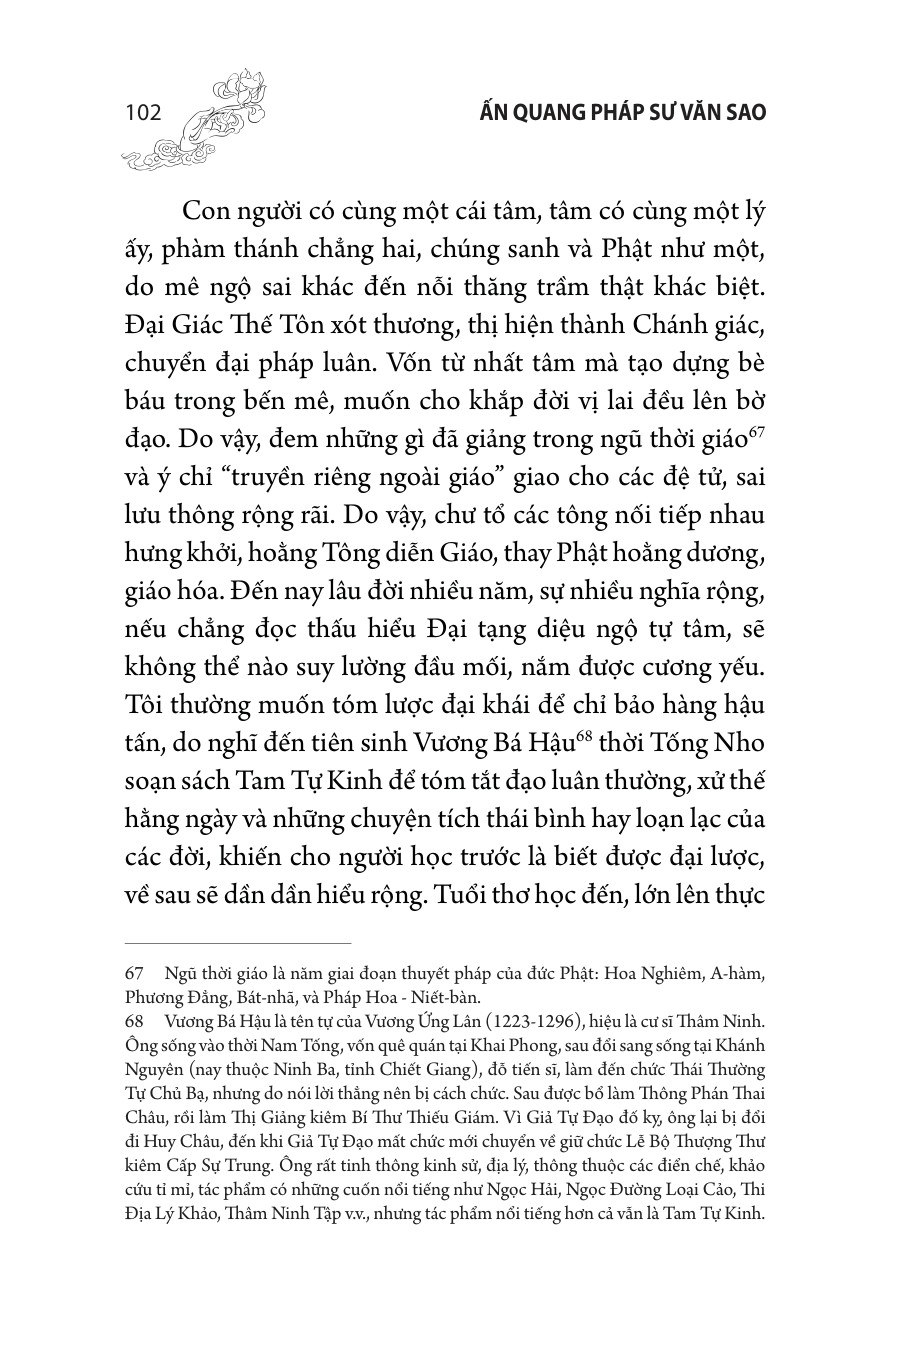 102
ẤN QUANG PHÁP SƯ VĂN SAO
Con người có cùng một cái tâm, tâm có cùng một lý
ấy, phàm thánh chẳng hai, chúng sanh và Phật như một,
do mê ngộ sai khác đến nỗi thăng trầm thật khác biệt.
Đại Giác Thế Tôn xót thương, thị hiện thành Chánh giác,
chuyển đại pháp luân. Vốn từ nhất tâm mà tạo dựng bè
báu trong bến mê, muốn cho khắp đời vị lai đều lên bờ
đạo. Do vậy, đem những gì đã giảng trong ngũ thời giáo67
và ý chỉ “truyền riêng ngoài giáo” giao cho các đệ tử, sai
lưu thông rộng rãi. Do vậy, chư tổ các tông nối tiếp nhau
hưng khởi, hoằng Tông diễn Giáo, thay Phật hoằng dương,
giáo hóa. Đến nay lâu đời nhiều năm, sự nhiều nghĩa rộng,
nếu chẳng đọc thấu hiểu Đại tạng diệu ngộ tự tâm, sẽ
không thể nào suy lường đầu mối, nắm được cương yếu.
Tôi thường muốn tóm lược đại khái để chỉ bảo hàng hậu
tấn, do nghĩ đến tiên sinh Vương Bá Hậu68 thời Tống Nho
soạn sách Tam Tự Kinh để tóm tắt đạo luân thường, xử thế
hằng ngày và những chuyện tích thái bình hay loạn lạc của
các đời, khiến cho người học trước là biết được đại lược,
về sau sẽ dần dần hiểu rộng. Tuổi thơ học đến, lớn lên thực
67 Ngũ thời giáo là năm giai đoạn thuyết pháp của đức Phật: Hoa Nghiêm, A-hàm,
Phương Đẳng, Bát-nhã, và Pháp Hoa - Niết-bàn.
68 Vương Bá Hậu là tên tự của Vương Ứng Lân (1223-1296), hiệu là cư sĩ Thâm Ninh.
Ông sống vào thời Nam Tống, vốn quê quán tại Khai Phong, sau đổi sang sống tại Khánh
Nguyên (nay thuộc Ninh Ba, tỉnh Chiết Giang), đỗ tiến sĩ, làm đến chức Thái Thường
Tự Chủ Bạ, nhưng do nói lời thẳng nên bị cách chức. Sau được bổ làm Thông Phán Thai
Châu, rồi làm Thị Giảng kiêm Bí Thư Thiếu Giám. Vì Giả Tự Đạo đố kỵ, ông lại bị đổi
đi Huy Châu, đến khi Giả Tự Đạo mất chức mới chuyển về giữ chức Lễ Bộ Thượng Thư
kiêm Cấp Sự Trung. Ông rất tinh thông kinh sử, địa lý, thông thuộc các điển chế, khảo
cứu tỉ mỉ, tác phẩm có những cuốn nổi tiếng như Ngọc Hải, Ngọc Đường Loại Cảo, Thi
Địa Lý Khảo, Thâm Ninh Tập v.v., nhưng tác phẩm nổi tiếng hơn cả vẫn là Tam Tự Kinh.